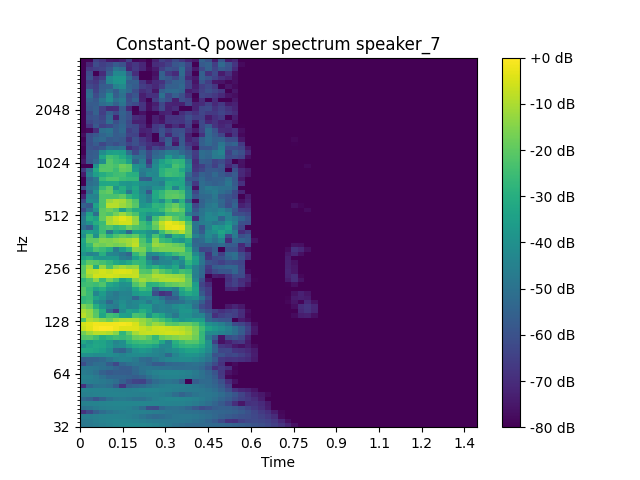 Constant-Q power spectrum speaker_7
Hz
2048
1024
512
256
128
64
32
0 0.15 0.3 0.45 0.6 0.75 0.9 1.1 1.2 1.4
Time
+0 dB
-10 dB
-20 dB
-30 dB
-40 dB
-50 dB
-60 dB
-70 dB
-80 dB